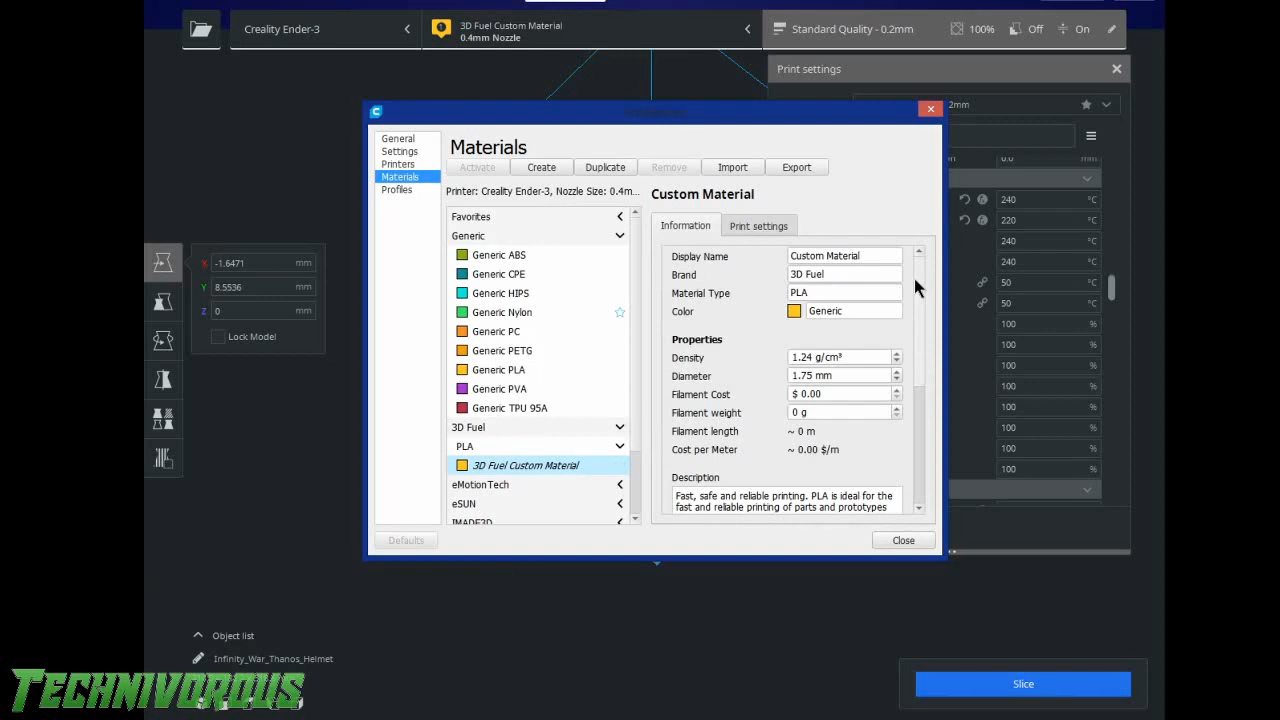 Creality Ender-3
3D Fuel Custom Material
0.4mm Nozzle
Standard Quality - 0.2mm
100%
Off
On
Print settings
2mm
mm
240 °C
220 °C
240 °C
240 °C
50 °C
50 °C
100 %
100 %
100 %
100 %
100 %
100 %
100 %
100 %
X -1.6471 mm
Y 8.5536 mm
Z 0 mm
Lock Model
General
Settings
Printers
Materials
Profiles
Defaults
Materials
Activate
Create
Duplicate
Remove
Import
Export
Printer: Creality Ender-3, Nozzle Size: 0.4m...
Favorites
Generic
Generic ABS
Generic CPE
Generic HIPS
Generic Nylon
Generic PC
Generic PETG
Generic PLA
Generic PVA
Generic TPU 95A
3D Fuel
PLA
3D Fuel Custom Material
eMotionTech
eSUN
IMADE3D
Custom Material
Information
Print settings
Display Name Custom Material
Brand 3D Fuel
Material Type PLA
Color Generic
Properties
Density 1.24 g/cm³
Diameter 1.75 mm
Filament Cost $ 0.00
Filament weight 0 g
Filament length ~ 0 m
Cost per Meter ~ 0.00 $/m
Description
Fast, safe and reliable printing. PLA is ideal for the
fast and reliable printing of parts and prototypes
Close
Object list
Infinity_War_Thanos_Helmet
TECHNIVOROUS
Slice